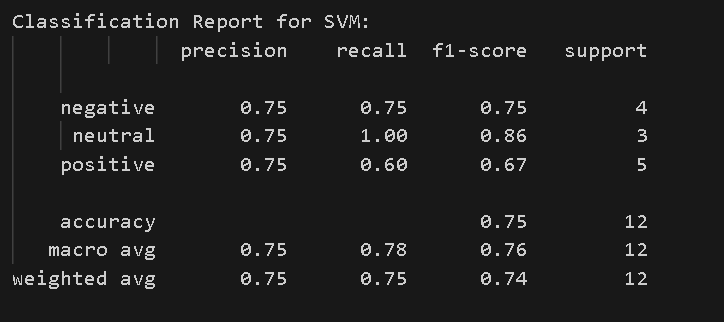 Classification Report for SVM:
precision recall f1-score support
negative 0.75 0.75 0.75 4
neutral 0.75 1.00 0.86 3
positive 0.75 0.60 0.67 5
accuracy 0.75 12
macro avg 0.75 0.78 0.76 12
weighted avg 0.75 0.75 0.74 12